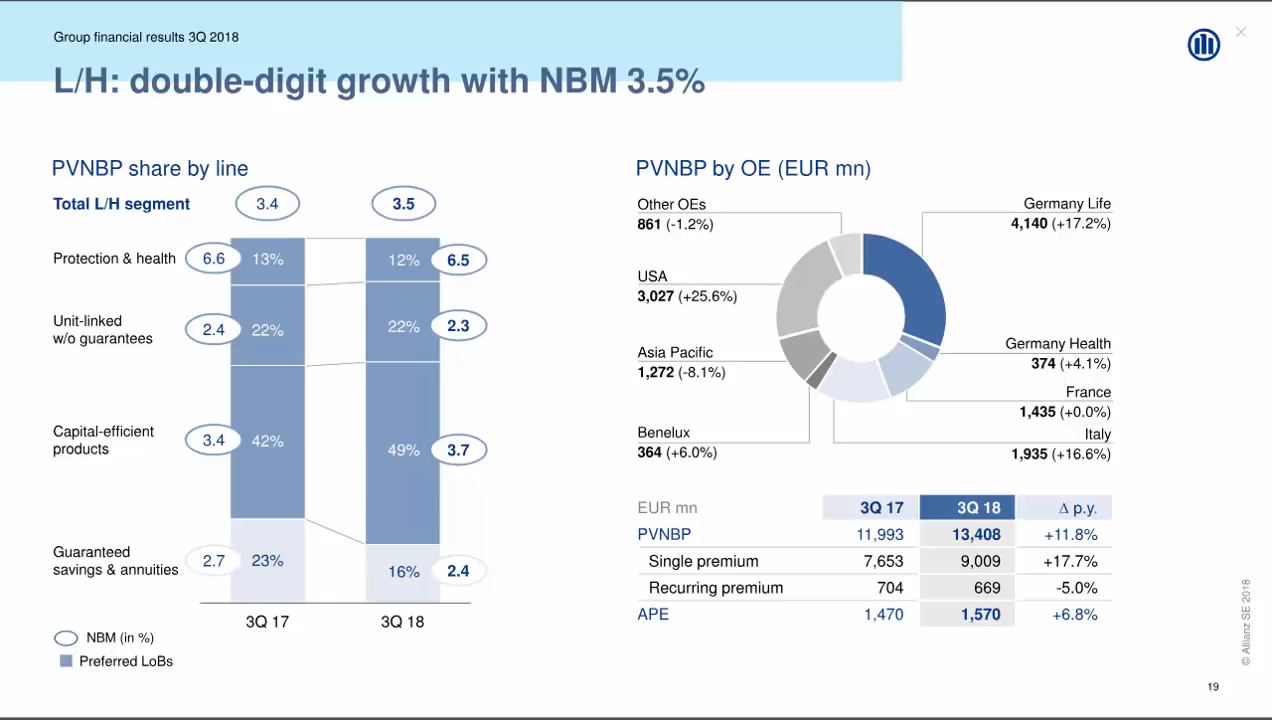 Group financial results 3Q 2018
L/H: double-digit growth with NBM 3.5%
PVNBP share by line
Total L/H segment 3.4 3.5
Protection & health 6.6 13% 12% 6.5
Unit-linked
w/o guarantees 2.4 22% 22% 2.3
Capital-efficient
products 3.4 42% 49% 3.7
Guaranteed
savings & annuities 2.7 23% 16% 2.4
3Q 17 3Q 18
NBM (in %)
Preferred LoBs
PVNBP by OE (EUR mn)
Other OEs
861 (-1.2%)
USA
3,027 (+25.6%)
Asia Pacific
1,272 (-8.1%)
Benelux
364 (+6.0%)
Germany Life
4,140 (+17.2%)
Germany Health
374 (+4.1%)
France
1,435 (+0.0%)
Italy
1,935 (+16.6%)
EUR mn 3Q 17 3Q 18 Δ p.y.
PVNBP 11,993 13,408 +11.8%
Single premium 7,653 9,009 +17.7%
Recurring premium 704 669 -5.0%
APE 1,470 1,570 +6.8%
© Allianz SE 2018
19